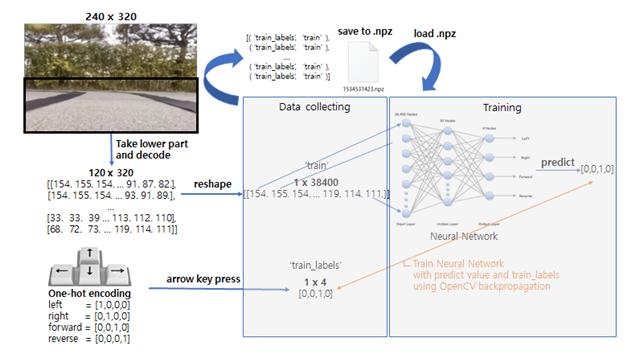 240 x 320
Take lower part
and decode
120 x 320
[[154. 155. 154. ... 91. 87. 82.],
[154. 155. 154. ... 93. 91. 89.],
...
[33. 33. 39 ... 113. 112. 110],
[68. 72. 73. ... 119. 114. 111]]
reshape
One-hot encoding
left = [1,0,0,0]
right = [0,1,0,0]
forward = [0,0,1,0]
reverse = [0,0,0,1]
arrow key press
[( 'train_labels', 'train' ),
( 'train_labels', 'train' ),
...
( 'train_labels', 'train' ),
( 'train_labels', 'train' )]
save to .npz
1534531423.npz
load .npz
Data collecting
'train'
1 x 38400
[[154. 155. 154. ... 119. 114. 111.)]
'train_labels'
1 x 4
[0,0,1,0]
Training
38,400 Nodes
4 Nodes
Left
Right
Forward
Reverse
Input Layer
Hidden Layer
Output Layer
Neural Network
predict
[0,0,1,0]
Train Neural Network
with predict value and train_labels
using OpenCV backpropagation